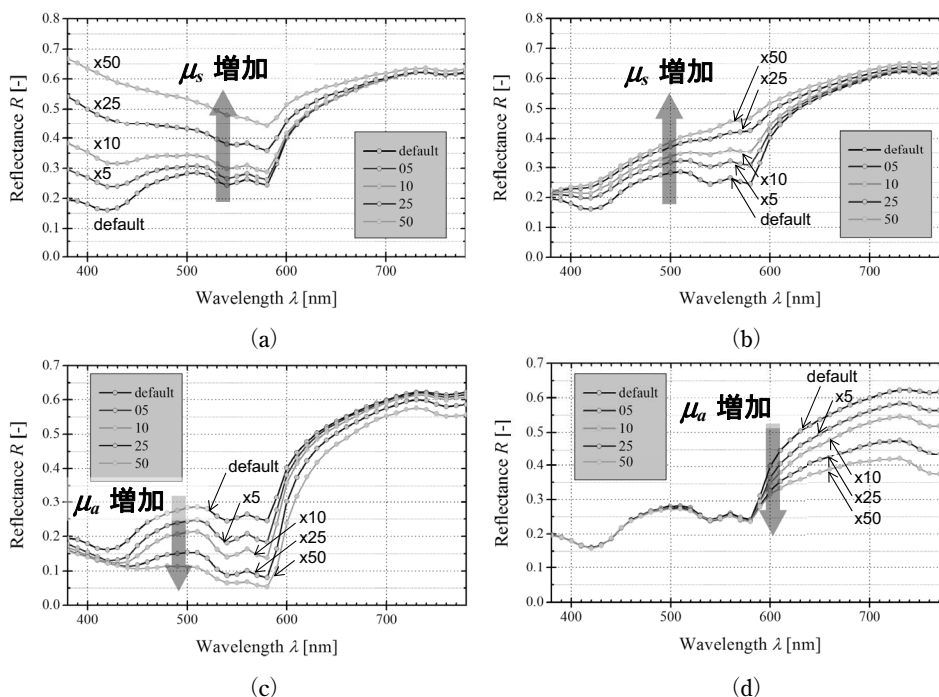 0.8
0.7
0.6
0.5
0.4
0.3
0.2
0.1
0.0
Reflectance R [-]
x50
x25
x10
x5
default
μs 増加
default
05
10
25
50
400
500
600
700
Wavelength λ [nm]
(a)
0.8
0.7
0.6
0.5
0.4
0.3
0.2
0.1
0.0
Reflectance R [-]
μs 増加
x50
x25
x10
x5
default
default
05
10
25
50
400
500
600
700
Wavelength λ [nm]
(b)
0.7
0.6
0.5
0.4
0.3
0.2
0.1
0.0
Reflectance R [-]
default
05
10
25
50
μa 増加
default
x5
x10
x25
x50
400
500
600
700
Wavelength λ [nm]
(c)
0.7
0.6
0.5
0.4
0.3
0.2
0.1
0.0
Reflectance R [-]
default
05
10
25
50
μa 増加
default
x5
x10
x25
x50
400
500
600
700
Wavelength λ [nm]
(d)